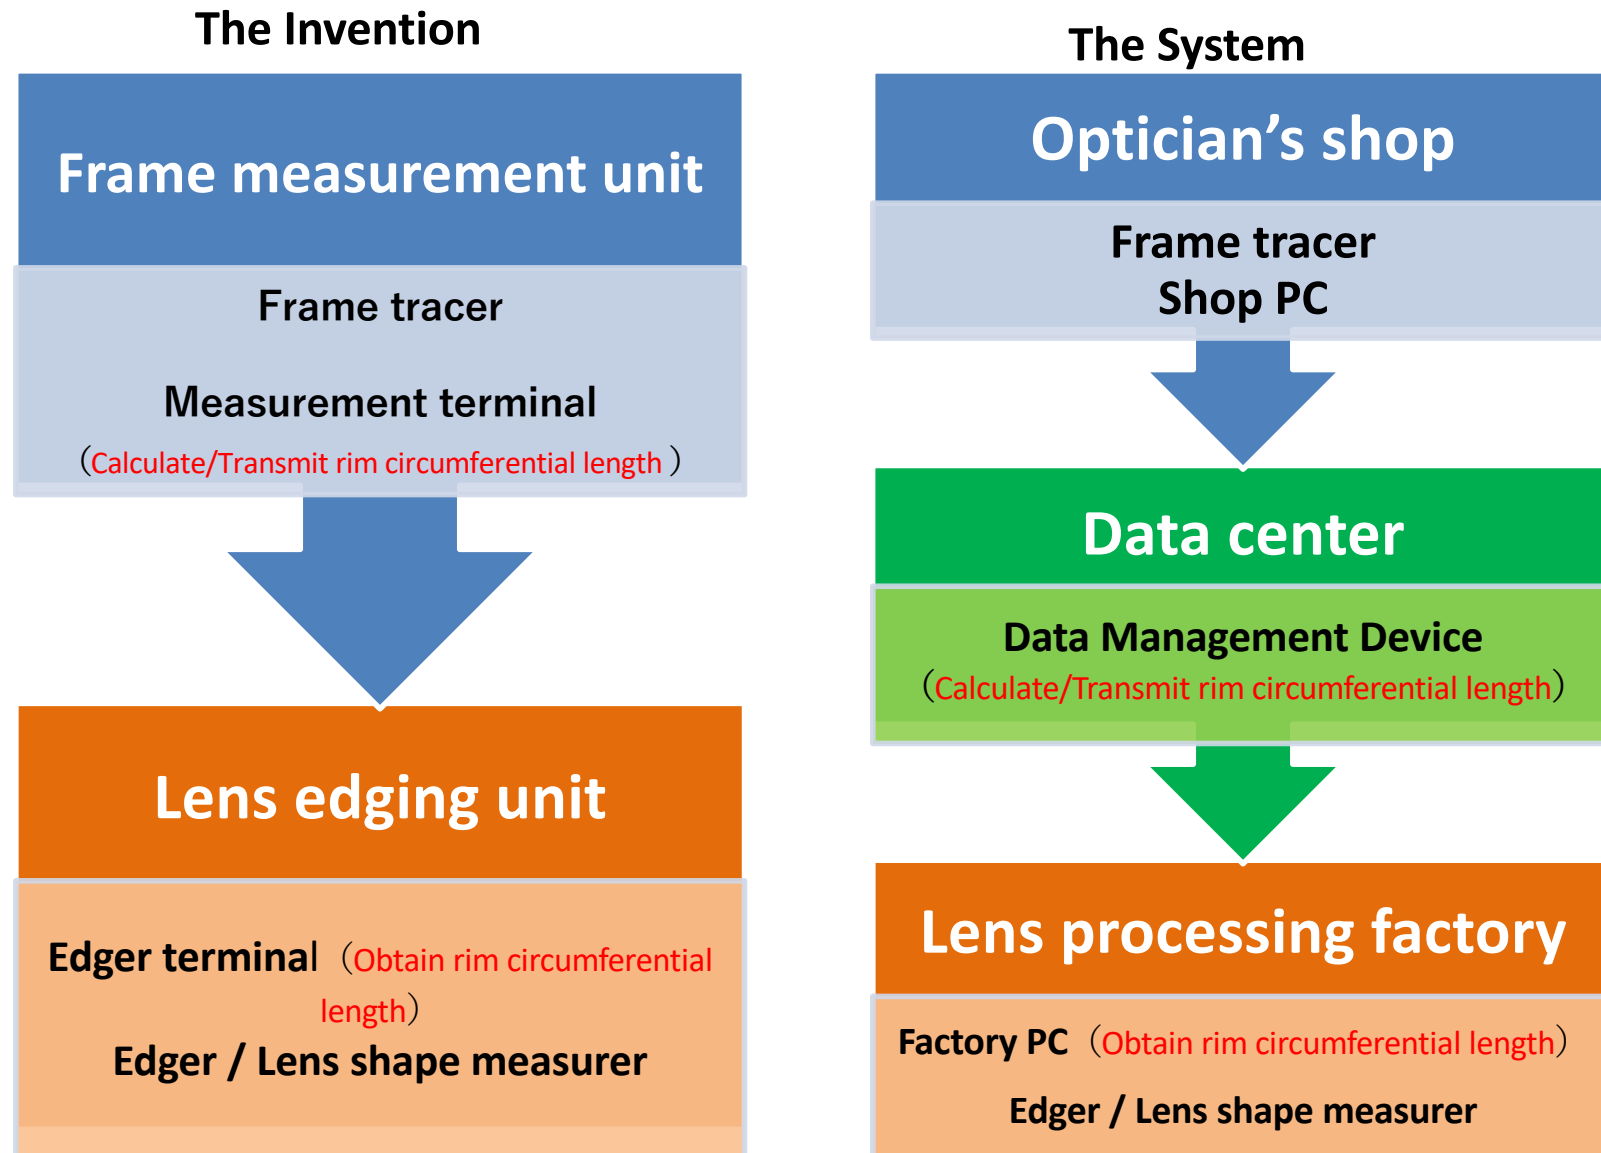 The Invention
Frame measurement unit
Frame tracer
Measurement terminal
（Calculate/Transmit rim circumferential length）
Lens edging unit
Edger terminal（Obtain rim circumferential
length）
Edger / Lens shape measurer
The System
Optician’s shop
Frame tracer
Shop PC
Data center
Data Management Device
（Calculate/Transmit rim circumferential length）
Lens processing factory
Factory PC（Obtain rim circumferential length）
Edger / Lens shape measurer